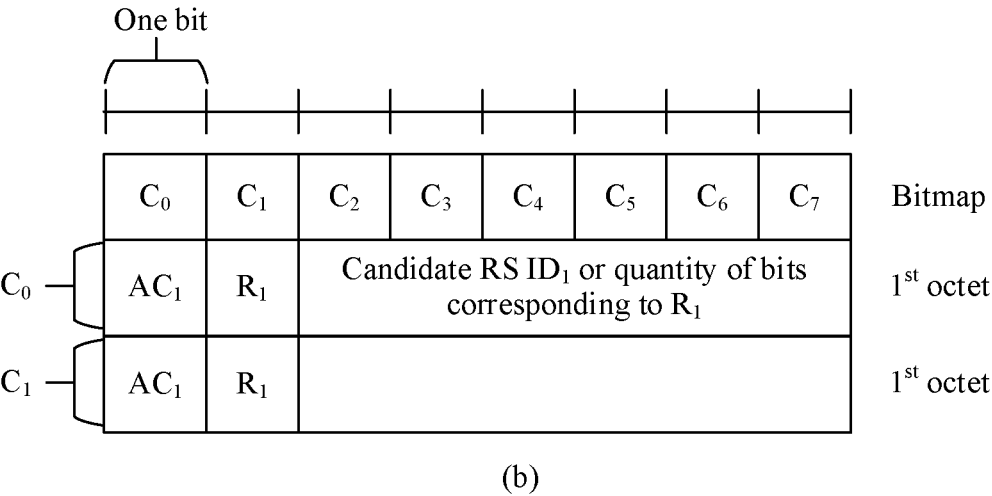 One bit
C₀ C₁ C₂ C₃ C₄ C₅ C₆ C₇ Bitmap
C₀ AC₁ R₁ Candidate RS ID₁ or quantity of bits
corresponding to R₁ 1ˢᵗ octet
C₁ AC₁ R₁ 1ˢᵗ octet
(b)